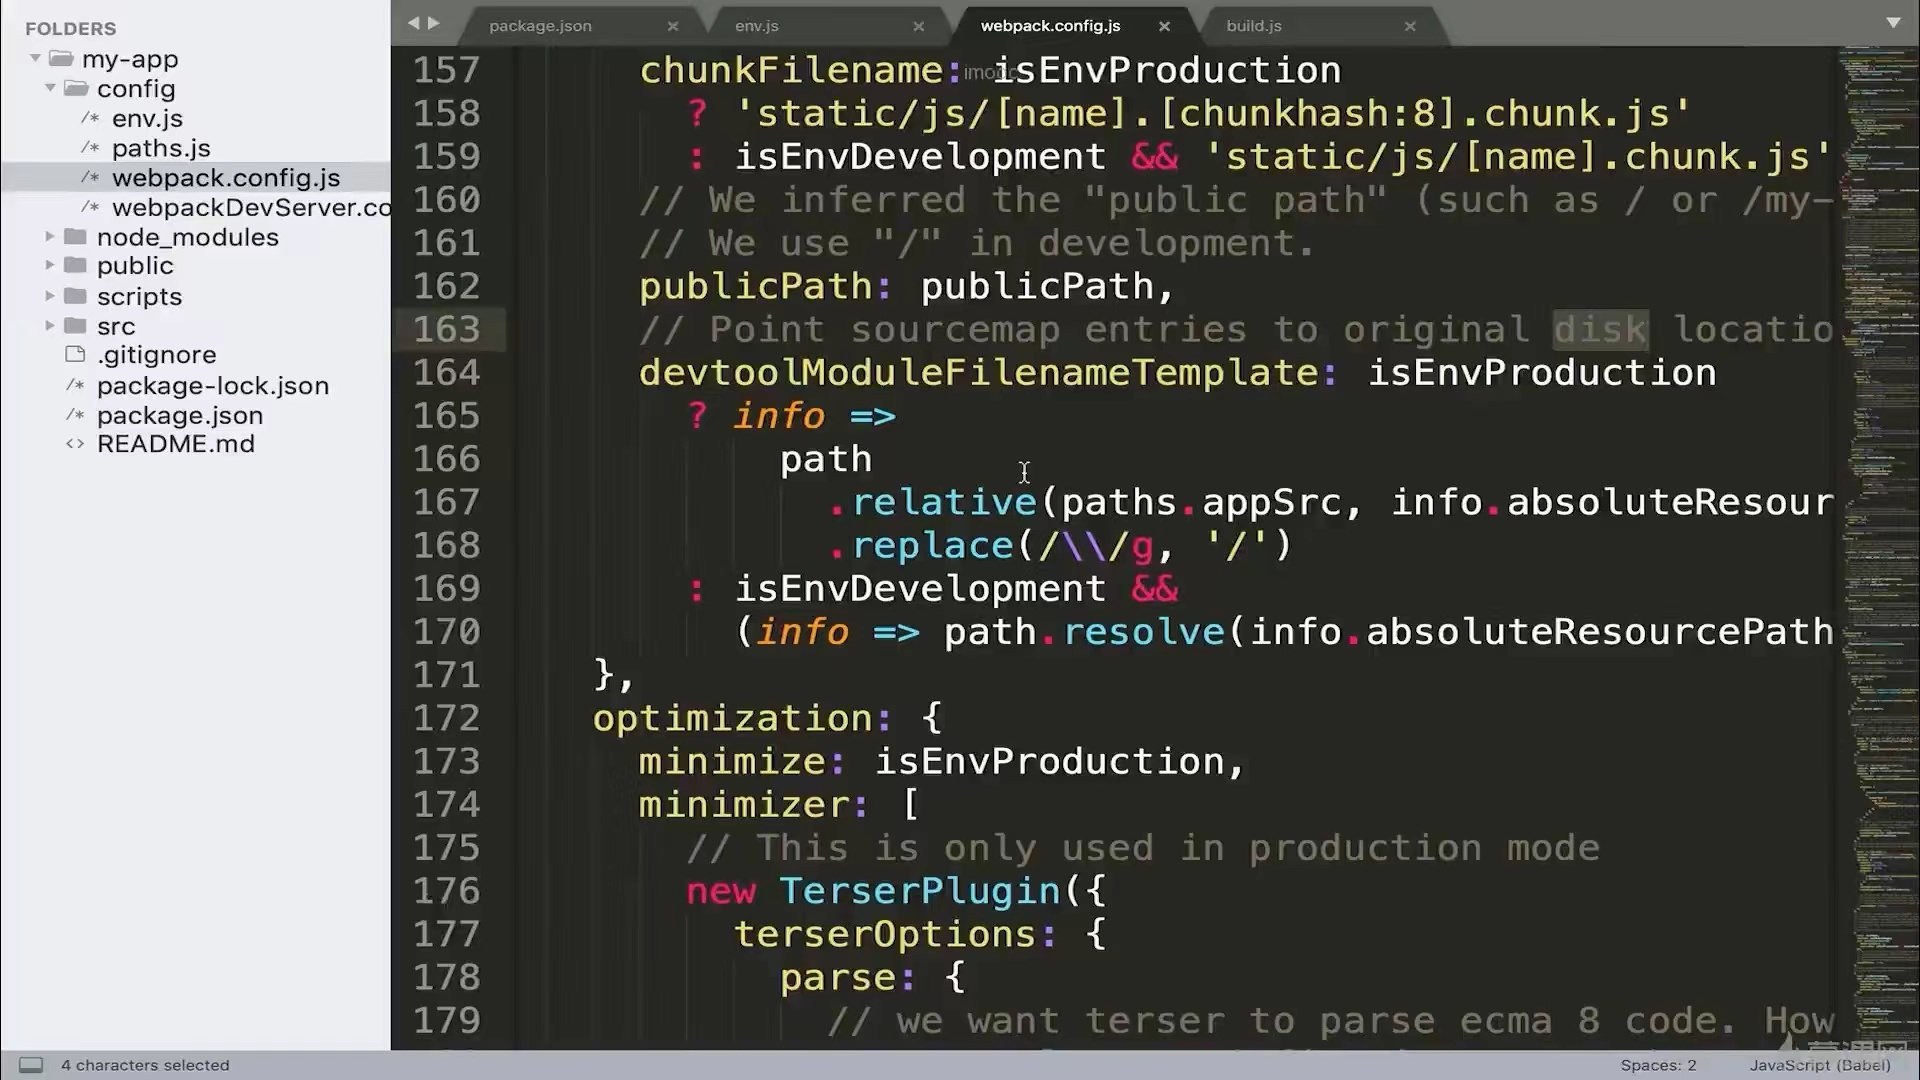 FOLDERS
my-app
config
env.js
paths.js
webpack.config.js
webpackDevServer.co
node_modules
public
scripts
src
.gitignore
package-lock.json
package.json
README.md
package.json
env.js
webpack.config.js
build.js
157 chunkFilename: isEnvProduction
158 ? 'static/js/[name].[chunkhash:8].chunk.js'
159 : isEnvDevelopment && 'static/js/[name].chunk.js'
160 // We inferred the "public path" (such as / or /my-
161 // We use "/" in development.
162 publicPath: publicPath,
163 // Point sourcemap entries to original disk locatio
164 devtoolModuleFilenameTemplate: isEnvProduction
165 ? info =>
166 path
167 .relative(paths.appSrc, info.absoluteResour
168 .replace(/\\/g, '/')
169 : isEnvDevelopment &&
170 (info => path.resolve(info.absoluteResourcePath
171 },
172 optimization: {
173 minimize: isEnvProduction,
174 minimizer: [
175 // This is only used in production mode
176 new TerserPlugin({
177 terserOptions: {
178 parse: {
179 // we want terser to parse ecma 8 code. How
4 characters selected
Spaces: 2
JavaScript (Babel)